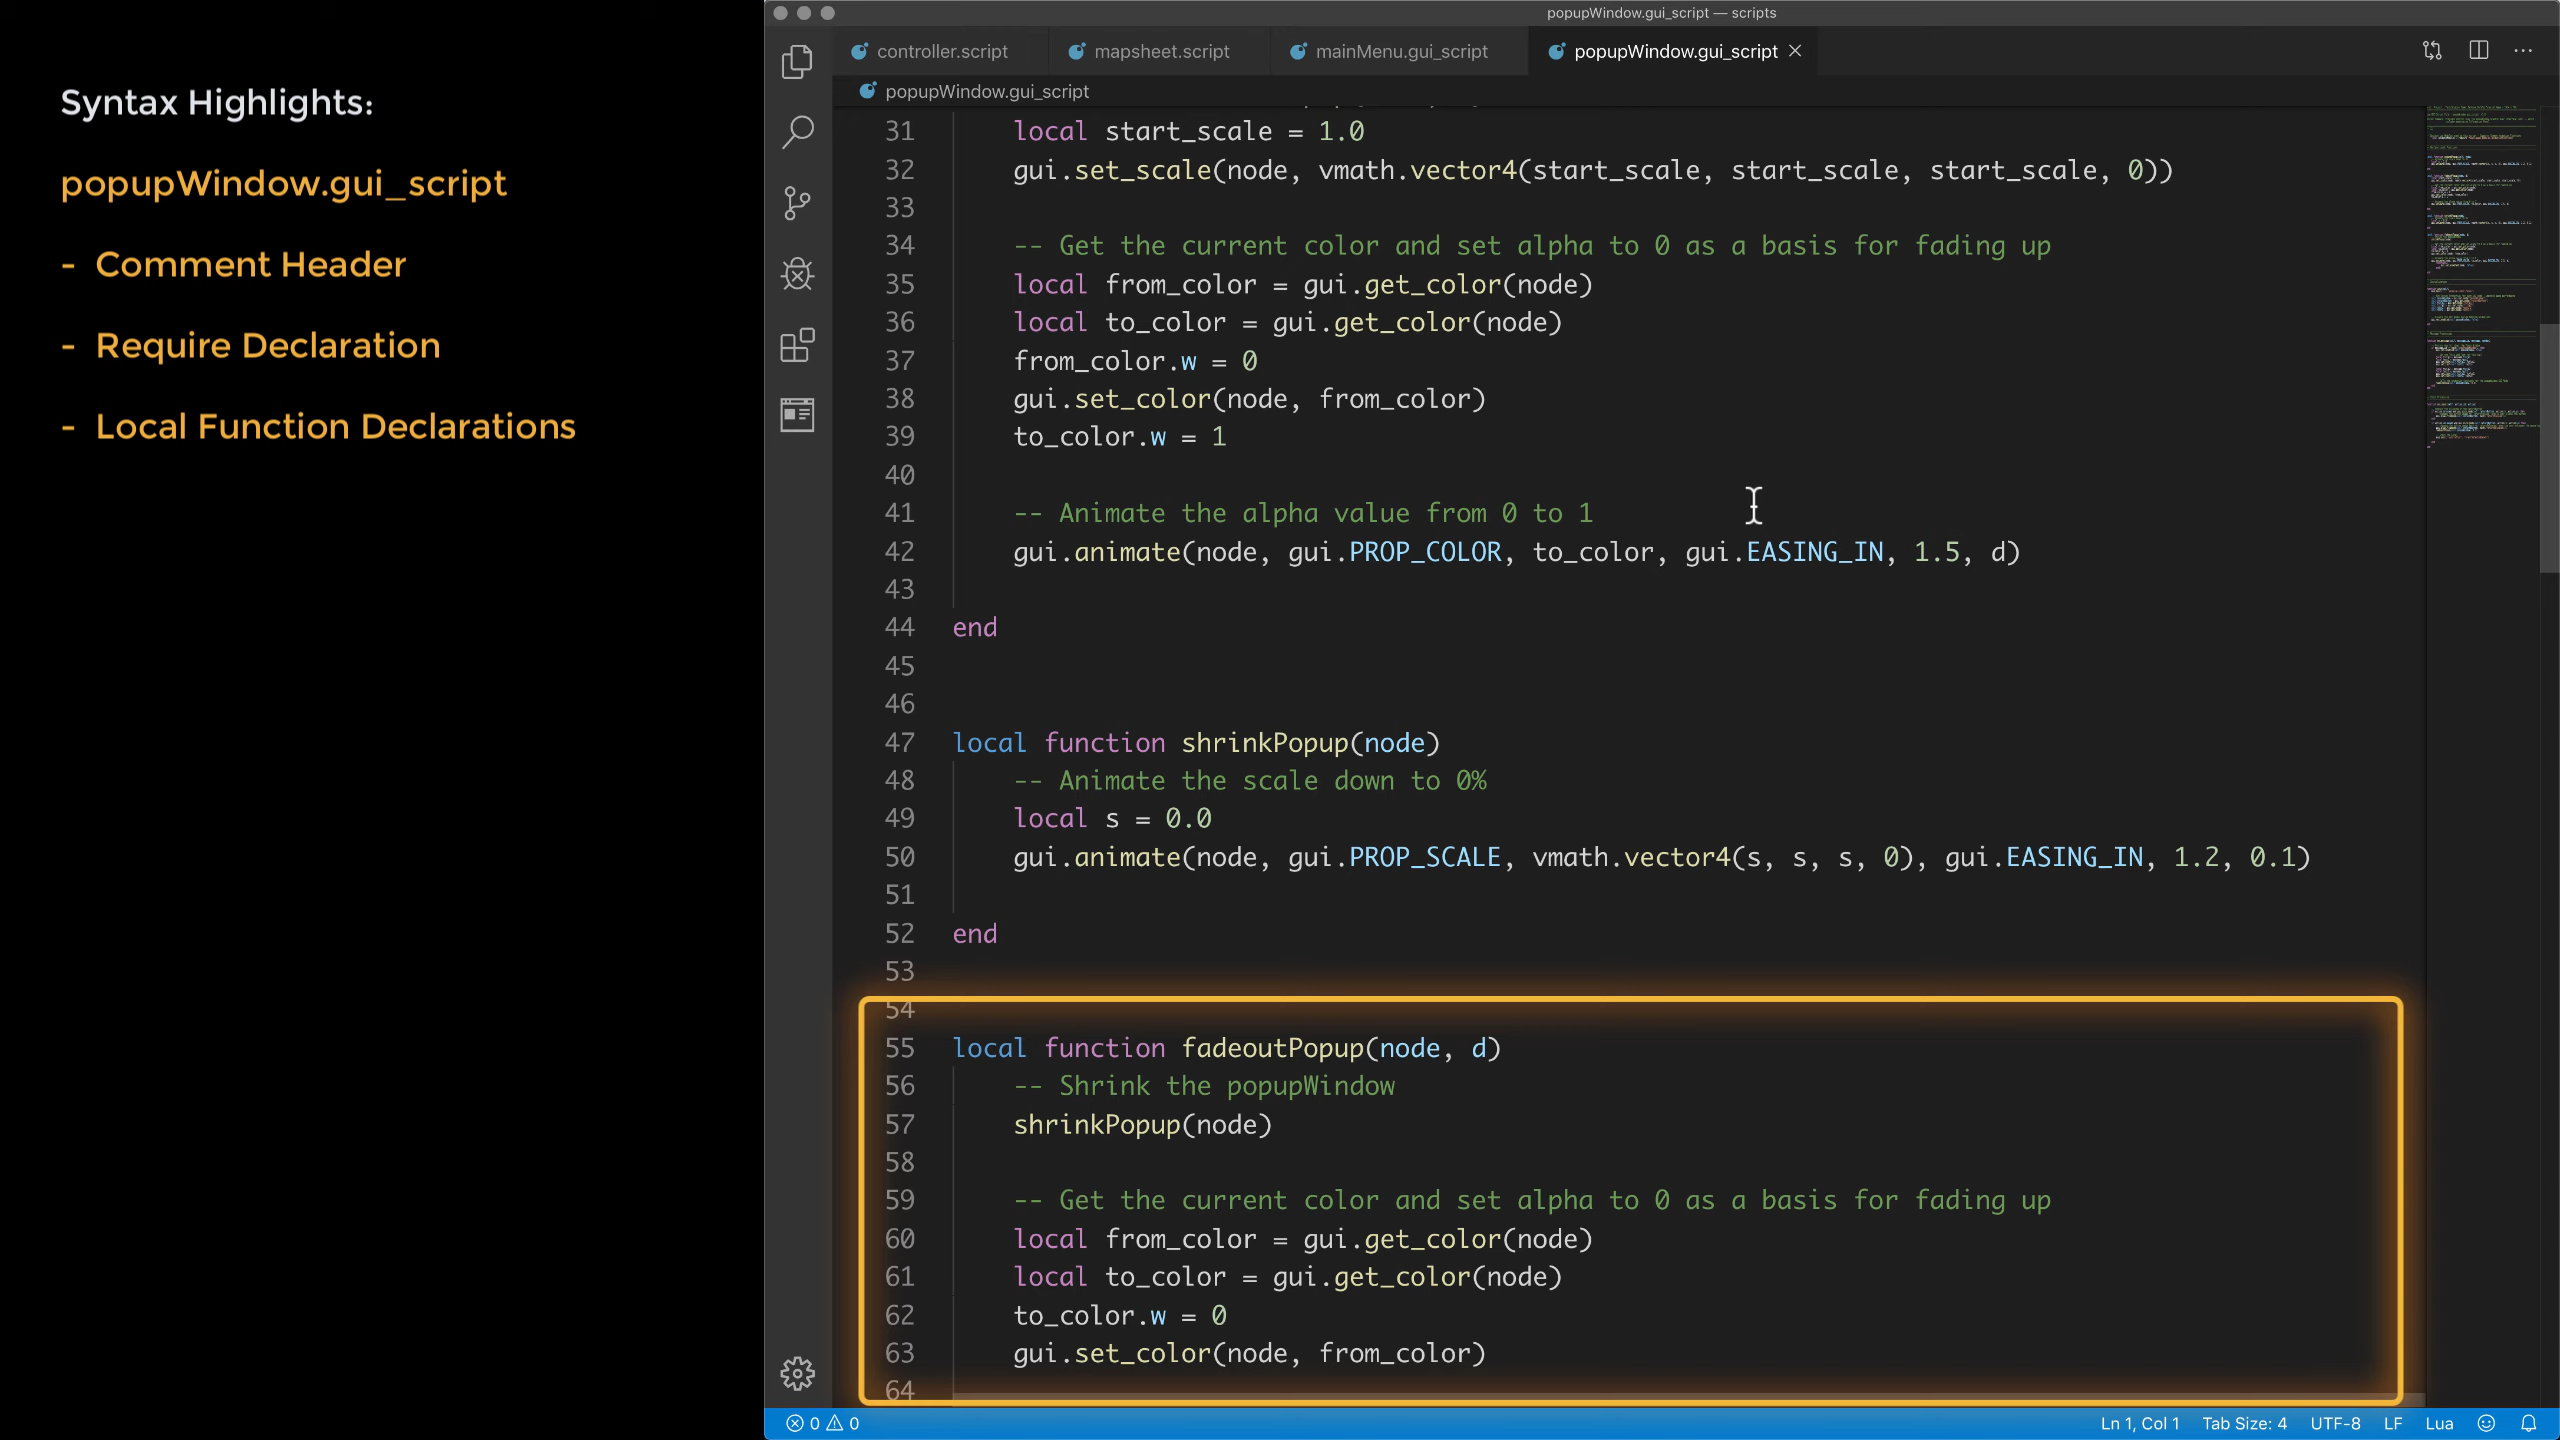 Syntax Highlights:
popupWindow.gui_script
- Comment Header
- Require Declaration
- Local Function Declarations
popupWindow.gui_script — scripts
controller.script
mapsheet.script
mainMenu.gui_script
popupWindow.gui_script
popupWindow.gui_script
31 local start_scale = 1.0
32 gui.set_scale(node, vmath.vector4(start_scale, start_scale, start_scale, 0))
33
34 -- Get the current color and set alpha to 0 as a basis for fading up
35 local from_color = gui.get_color(node)
36 local to_color = gui.get_color(node)
37 from_color.w = 0
38 gui.set_color(node, from_color)
39 to_color.w = 1
40
41 -- Animate the alpha value from 0 to 1
42 gui.animate(node, gui.PROP_COLOR, to_color, gui.EASING_IN, 1.5, d)
43
44 end
45
46
47 local function shrinkPopup(node)
48 -- Animate the scale down to 0%
49 local s = 0.0
50 gui.animate(node, gui.PROP_SCALE, vmath.vector4(s, s, s, 0), gui.EASING_IN, 1.2, 0.1)
51
52 end
53
54
55 local function fadeoutPopup(node, d)
56 -- Shrink the popupWindow
57 shrinkPopup(node)
58
59 -- Get the current color and set alpha to 0 as a basis for fading up
60 local from_color = gui.get_color(node)
61 local to_color = gui.get_color(node)
62 to_color.w = 0
63 gui.set_color(node, from_color)
64
0 0
Ln 1, Col 1 Tab Size: 4 UTF-8 LF Lua